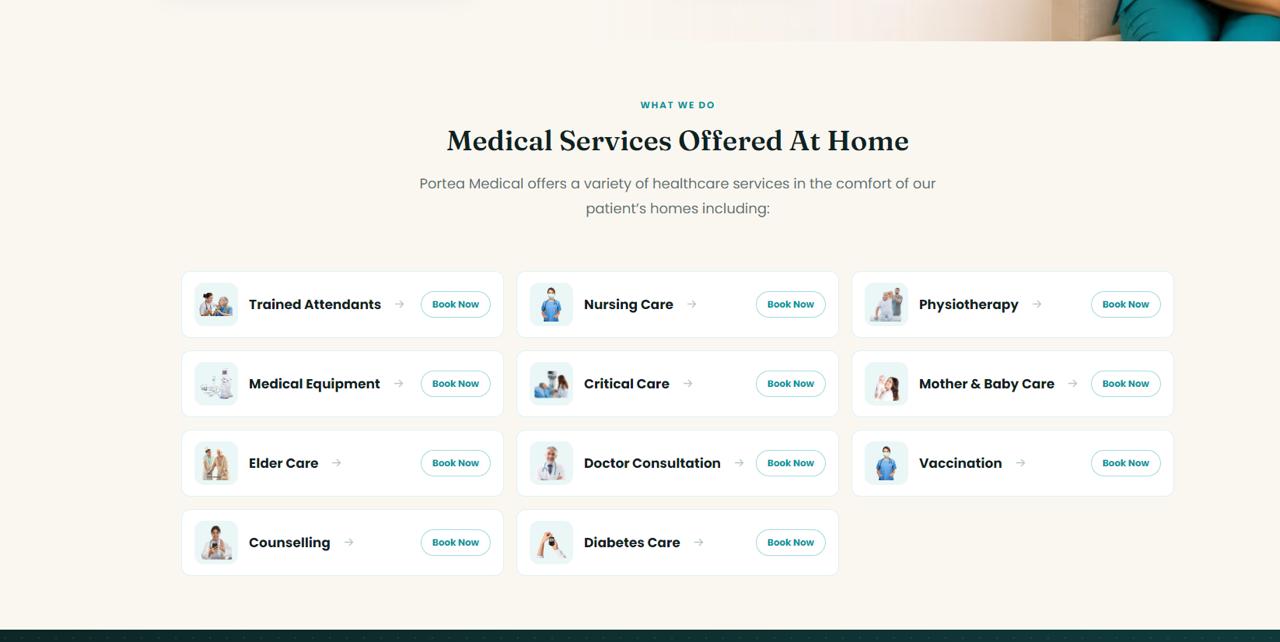 WHAT WE DO
Medical Services Offered At Home
Portea Medical offers a variety of healthcare services in the comfort of our
patient's homes including:
Trained Attendants → Book Now
Nursing Care → Book Now
Physiotherapy → Book Now
Medical Equipment → Book Now
Critical Care → Book Now
Mother & Baby Care → Book Now
Elder Care → Book Now
Doctor Consultation → Book Now
Vaccination → Book Now
Counselling → Book Now
Diabetes Care → Book Now